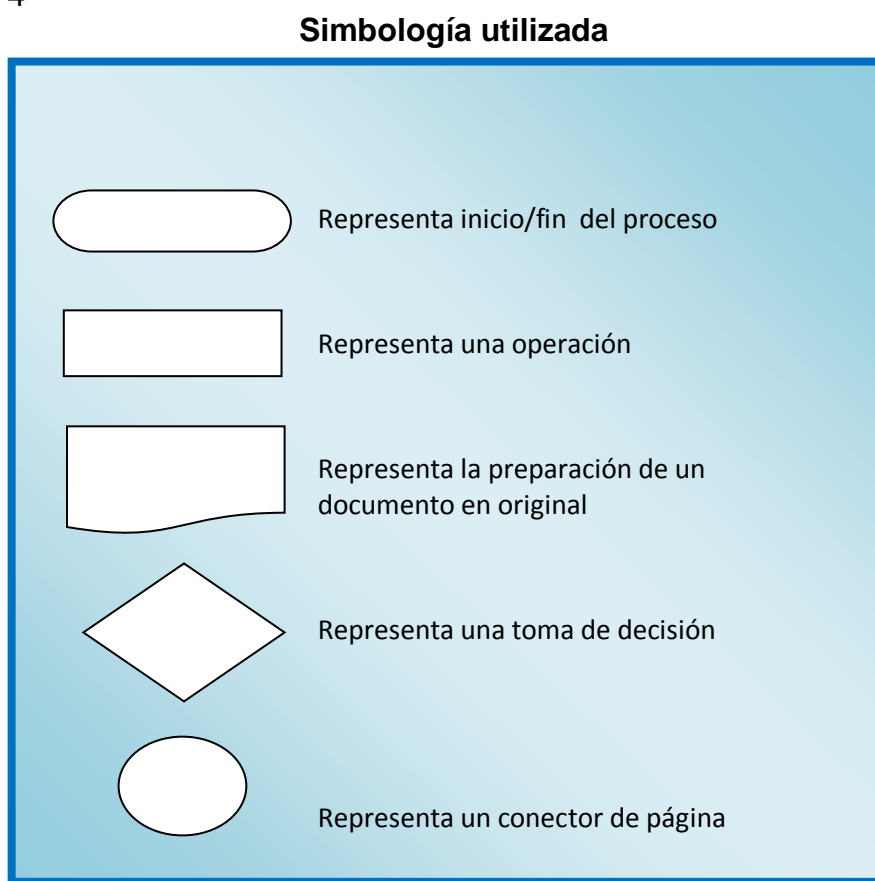 4
Simbología utilizada
Representa inicio/fin del proceso
Representa una operación
Representa la preparación de un
documento en original
Representa una toma de decisión
Representa un conector de página